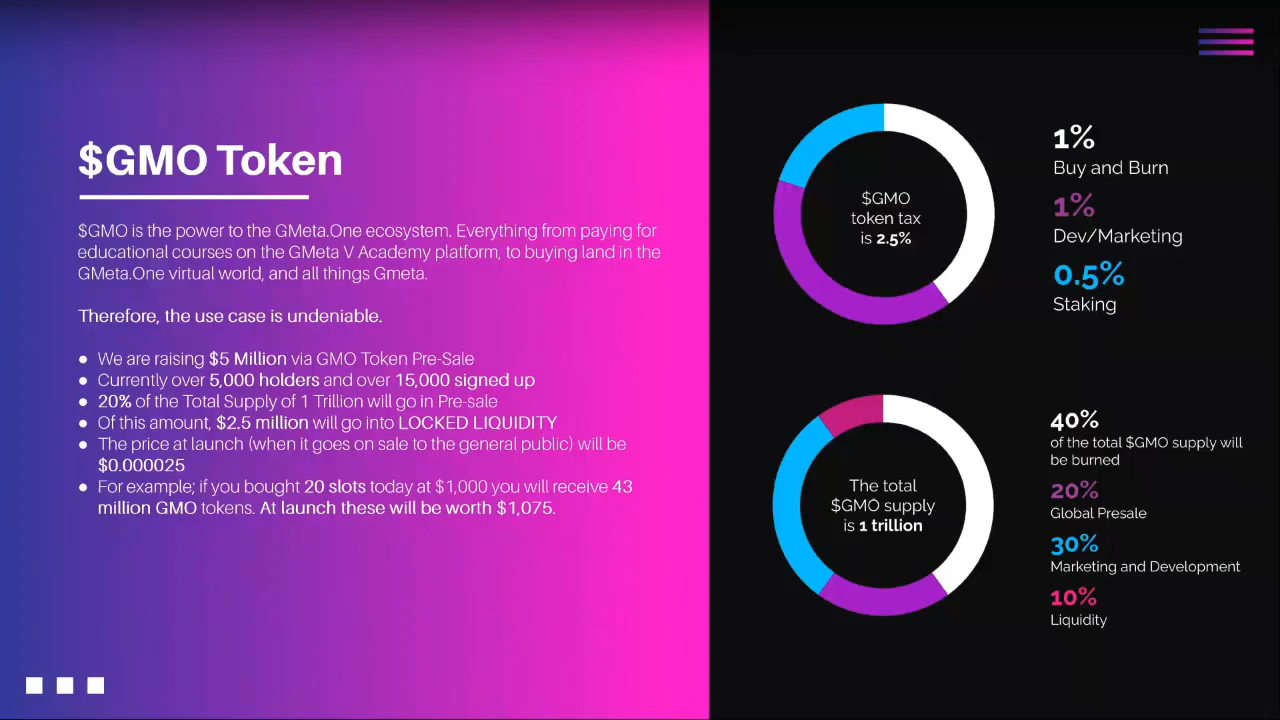 $GMO Token
$GMO is the power to the GMeta.One ecosystem. Everything from paying for
educational courses on the GMeta V Academy platform, to buying land in the
GMeta.One virtual world, and all things Gmeta.
Therefore, the use case is undeniable.
● We are raising $5 Million via GMO Token Pre-Sale
● Currently over 5,000 holders and over 15,000 signed up
● 20% of the Total Supply of 1 Trillion will go in Pre-sale
● Of this amount, $2.5 million will go into LOCKED LIQUIDITY
● The price at launch (when it goes on sale to the general public) will be
$0.000025
● For example; if you bought 20 slots today at $1,000 you will receive 43
million GMO tokens. At launch these will be worth $1,075.
$GMO
token tax
is 2.5%
1%
Buy and Burn
1%
Dev/Marketing
0.5%
Staking
The total
$GMO supply
is 1 trillion
40%
of the total $GMO supply will
be burned
20%
Global Presale
30%
Marketing and Development
10%
Liquidity